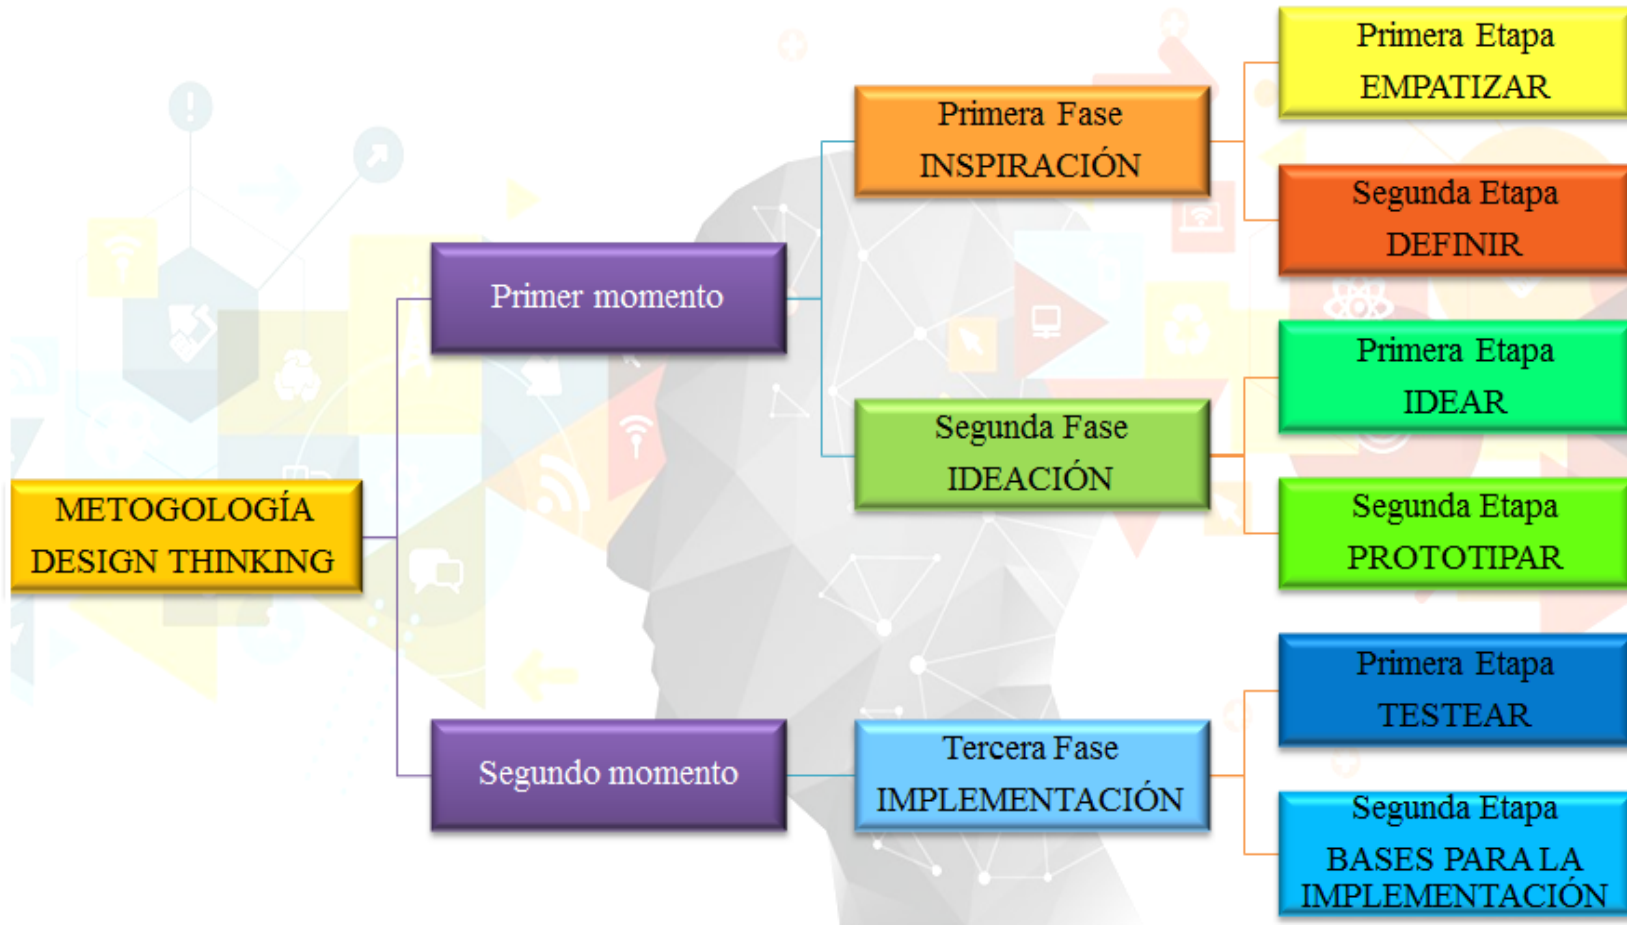 METOGOLOGÍA
DESIGN THINKING
Primer momento
Primera Fase
INSPIRACIÓN
Primera Etapa
EMPATIZAR
Segunda Etapa
DEFINIR
Segunda Fase
IDEACIÓN
Primera Etapa
IDEAR
Segunda Etapa
PROTOTIPAR
Segundo momento
Tercera Fase
IMPLEMENTACIÓN
Primera Etapa
TESTEAR
Segunda Etapa
BASES PARA LA
IMPLEMENTACIÓN